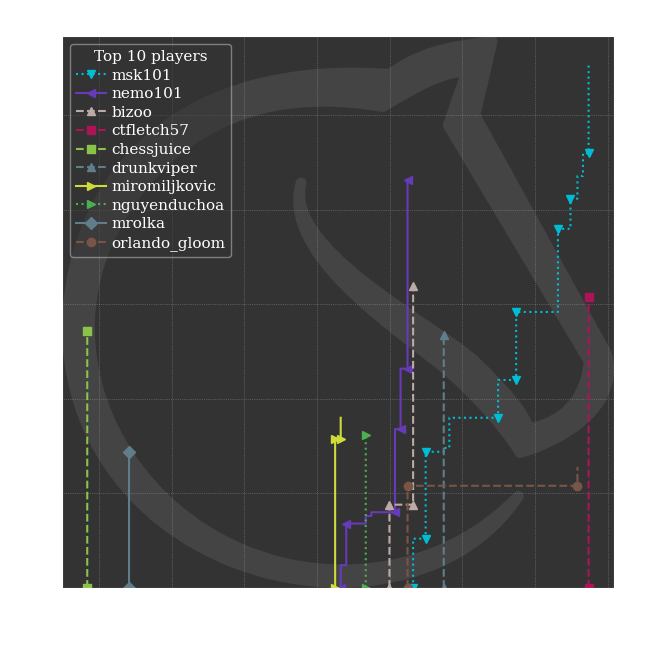 Top 10 players
msk101
nemo101
bizoo
ctfletch57
chessjuice
drunkviper
miromiljkovic
nguyenduchoa
mrolka
orlando_gloom